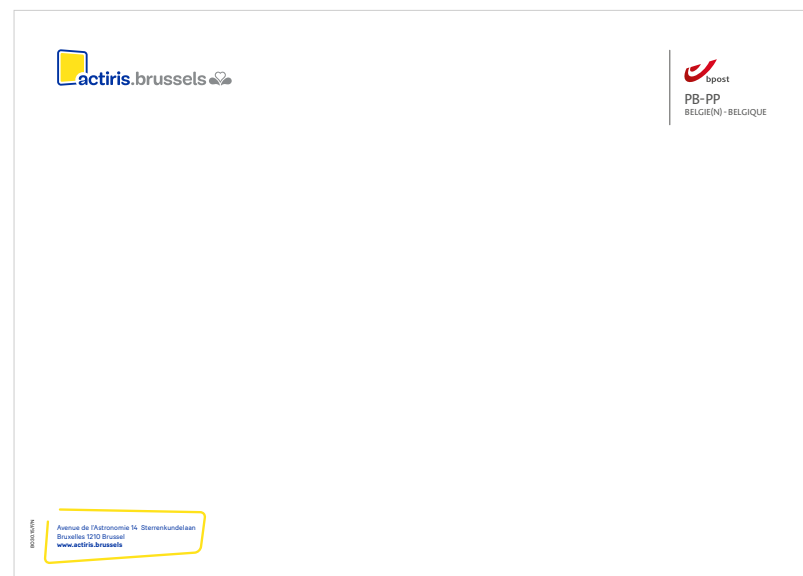 actiris.brussels
bpost
PB-PP
BELGIE(N) - BELGIQUE
Avenue de l'Astronomie 14 Sterrenkundelaan
Bruxelles 1210 Brussel
www.actiris.brussels